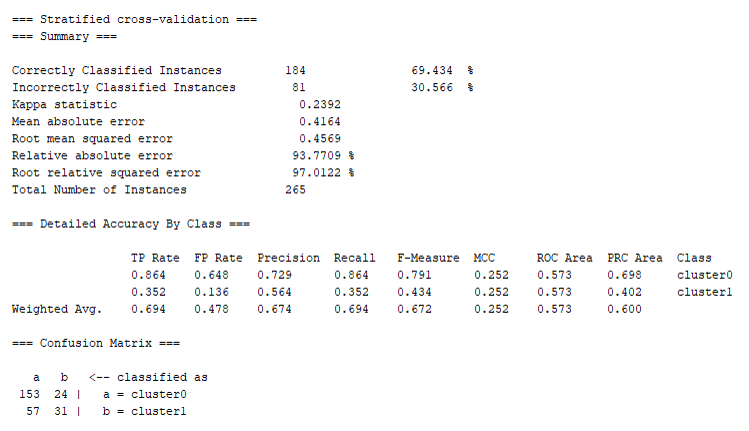 === Stratified cross-validation ===
=== Summary ===
Correctly Classified Instances 184 69.434 %
Incorrectly Classified Instances 81 30.566 %
Kappa statistic 0.2392
Mean absolute error 0.4164
Root mean squared error 0.4569
Relative absolute error 93.7709 %
Root relative squared error 97.0122 %
Total Number of Instances 265
=== Detailed Accuracy By Class ===
TP Rate FP Rate Precision Recall F-Measure MCC ROC Area PRC Area Class
0.864 0.648 0.729 0.864 0.791 0.252 0.573 0.698 cluster0
0.352 0.136 0.564 0.352 0.434 0.252 0.573 0.402 cluster1
Weighted Avg. 0.694 0.478 0.674 0.694 0.672 0.252 0.573 0.600
=== Confusion Matrix ===
a b <-- classified as
153 24 | a = cluster0
57 31 | b = cluster1